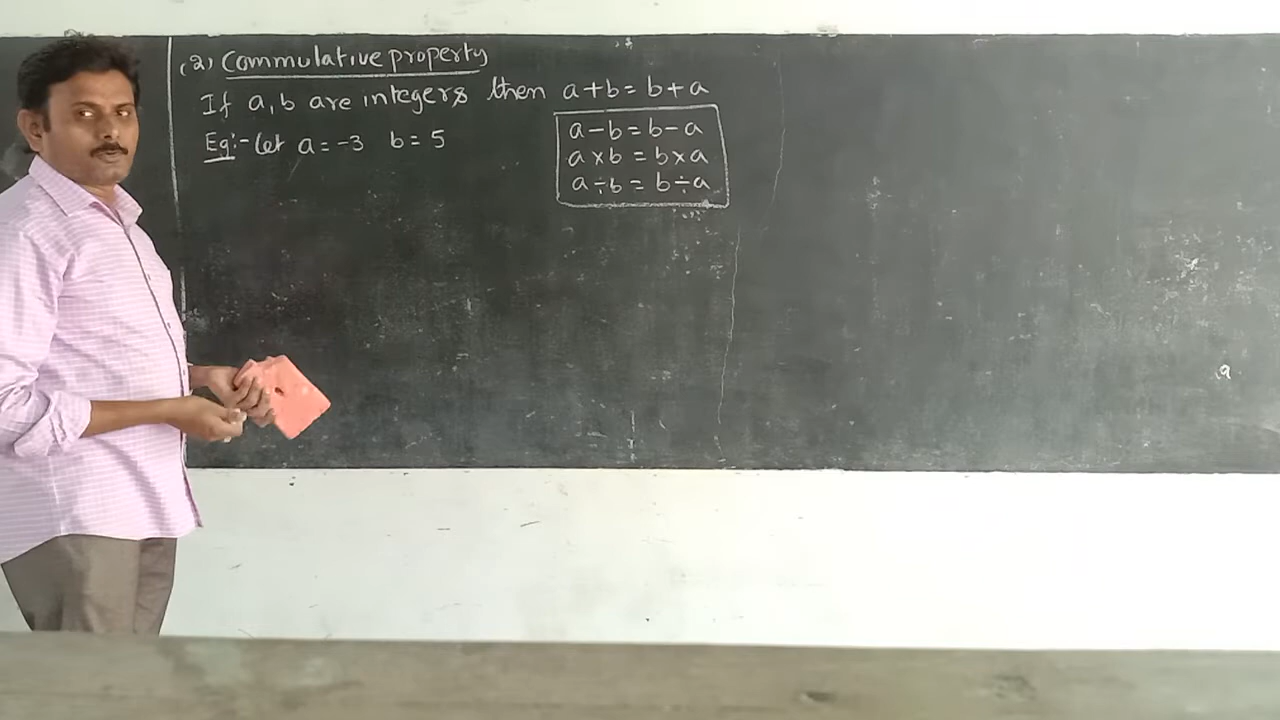 (2) Commulative property
If a, b are integers then a+b = b+a
Eg:- Let a = -3 b = 5
a-b = b-a
a×b = b×a
a÷b = b÷a
a